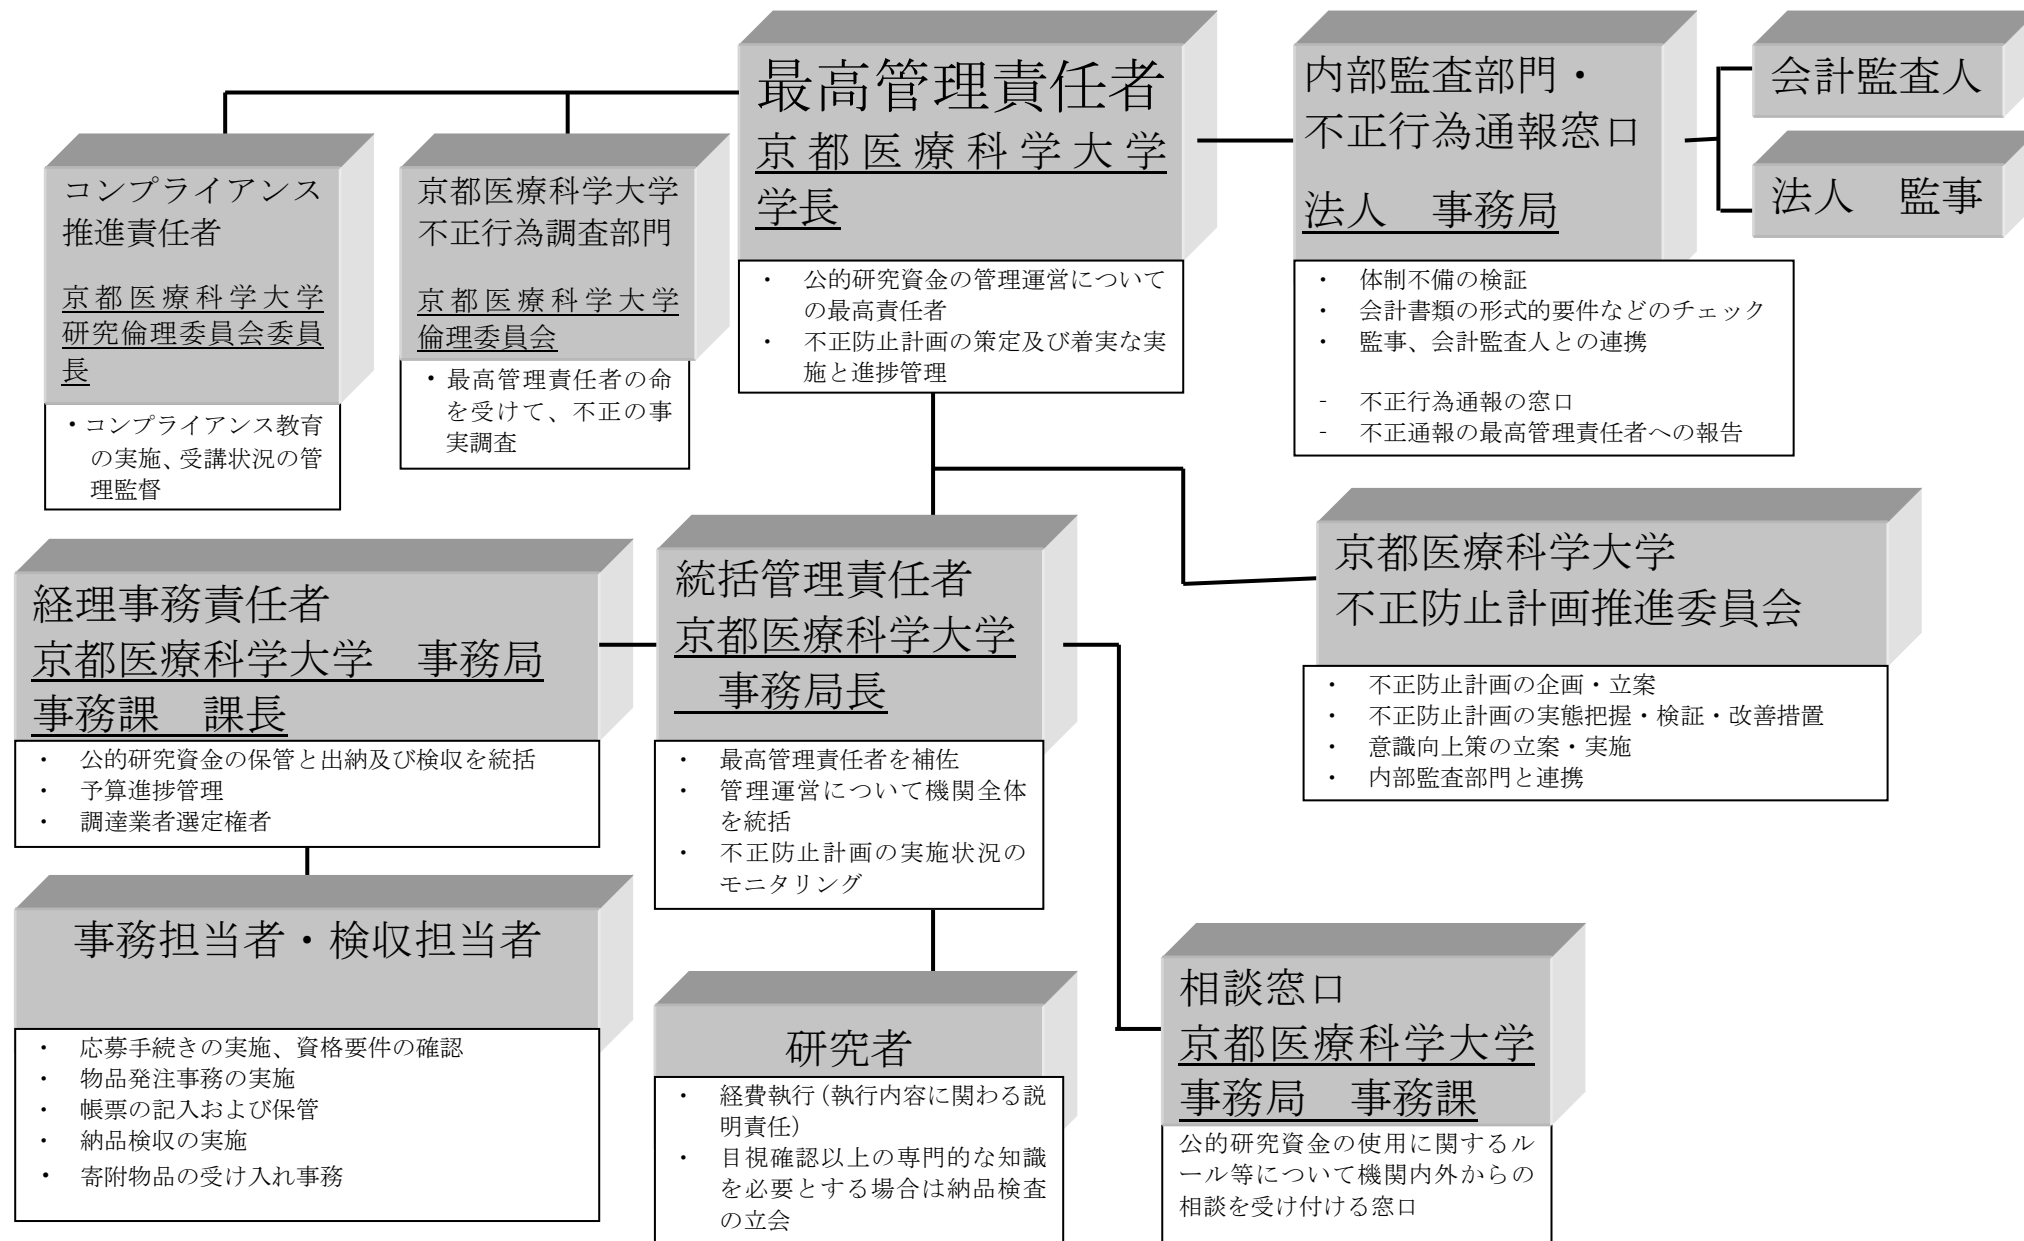 最高管理責任者
京都医療科学大学
学長
・ 公的研究資金の管理運営について
の最高責任者
・ 不正防止計画の策定及び着実な実
施と進捗管理
内部監査部門・
不正行為通報窓口
法人　事務局
・ 体制不備の検証
・ 会計書類の形式的要件などのチェック
・ 監事、会計監査人との連携
- 不正行為通報の窓口
- 不正通報の最高管理責任者への報告
会計監査人
法人　監事
コンプライアンス
推進責任者
京都医療科学大学
研究倫理委員会委員
長
・コンプライアンス教育
の実施、受講状況の管
理監督
京都医療科学大学
不正行為調査部門
京都医療科学大学
倫理委員会
・最高管理責任者の命
を受けて、不正の事
実調査
経理事務責任者
京都医療科学大学　事務局
事務課　課長
・ 公的研究資金の保管と出納及び検収を統括
・ 予算進捗管理
・ 調達業者選定権者
統括管理責任者
京都医療科学大学
　事務局長
・ 最高管理責任者を補佐
・ 管理運営について機関全体
を統括
・ 不正防止計画の実施状況の
モニタリング
京都医療科学大学
不正防止計画推進委員会
・ 不正防止計画の企画・立案
・ 不正防止計画の実態把握・検証・改善措置
・ 意識向上策の立案・実施
・ 内部監査部門と連携
事務担当者・検収担当者
・ 応募手続きの実施、資格要件の確認
・ 物品発注事務の実施
・ 帳票の記入および保管
・ 納品検収の実施
・ 寄附物品の受け入れ事務
研究者
・ 経費執行(執行内容に関わる説
明責任)
・ 目視確認以上の専門的な知識
を必要とする場合は納品検査
の立会
相談窓口
京都医療科学大学
事務局　事務課
公的研究資金の使用に関するル
ール等について機関内外からの
相談を受け付ける窓口